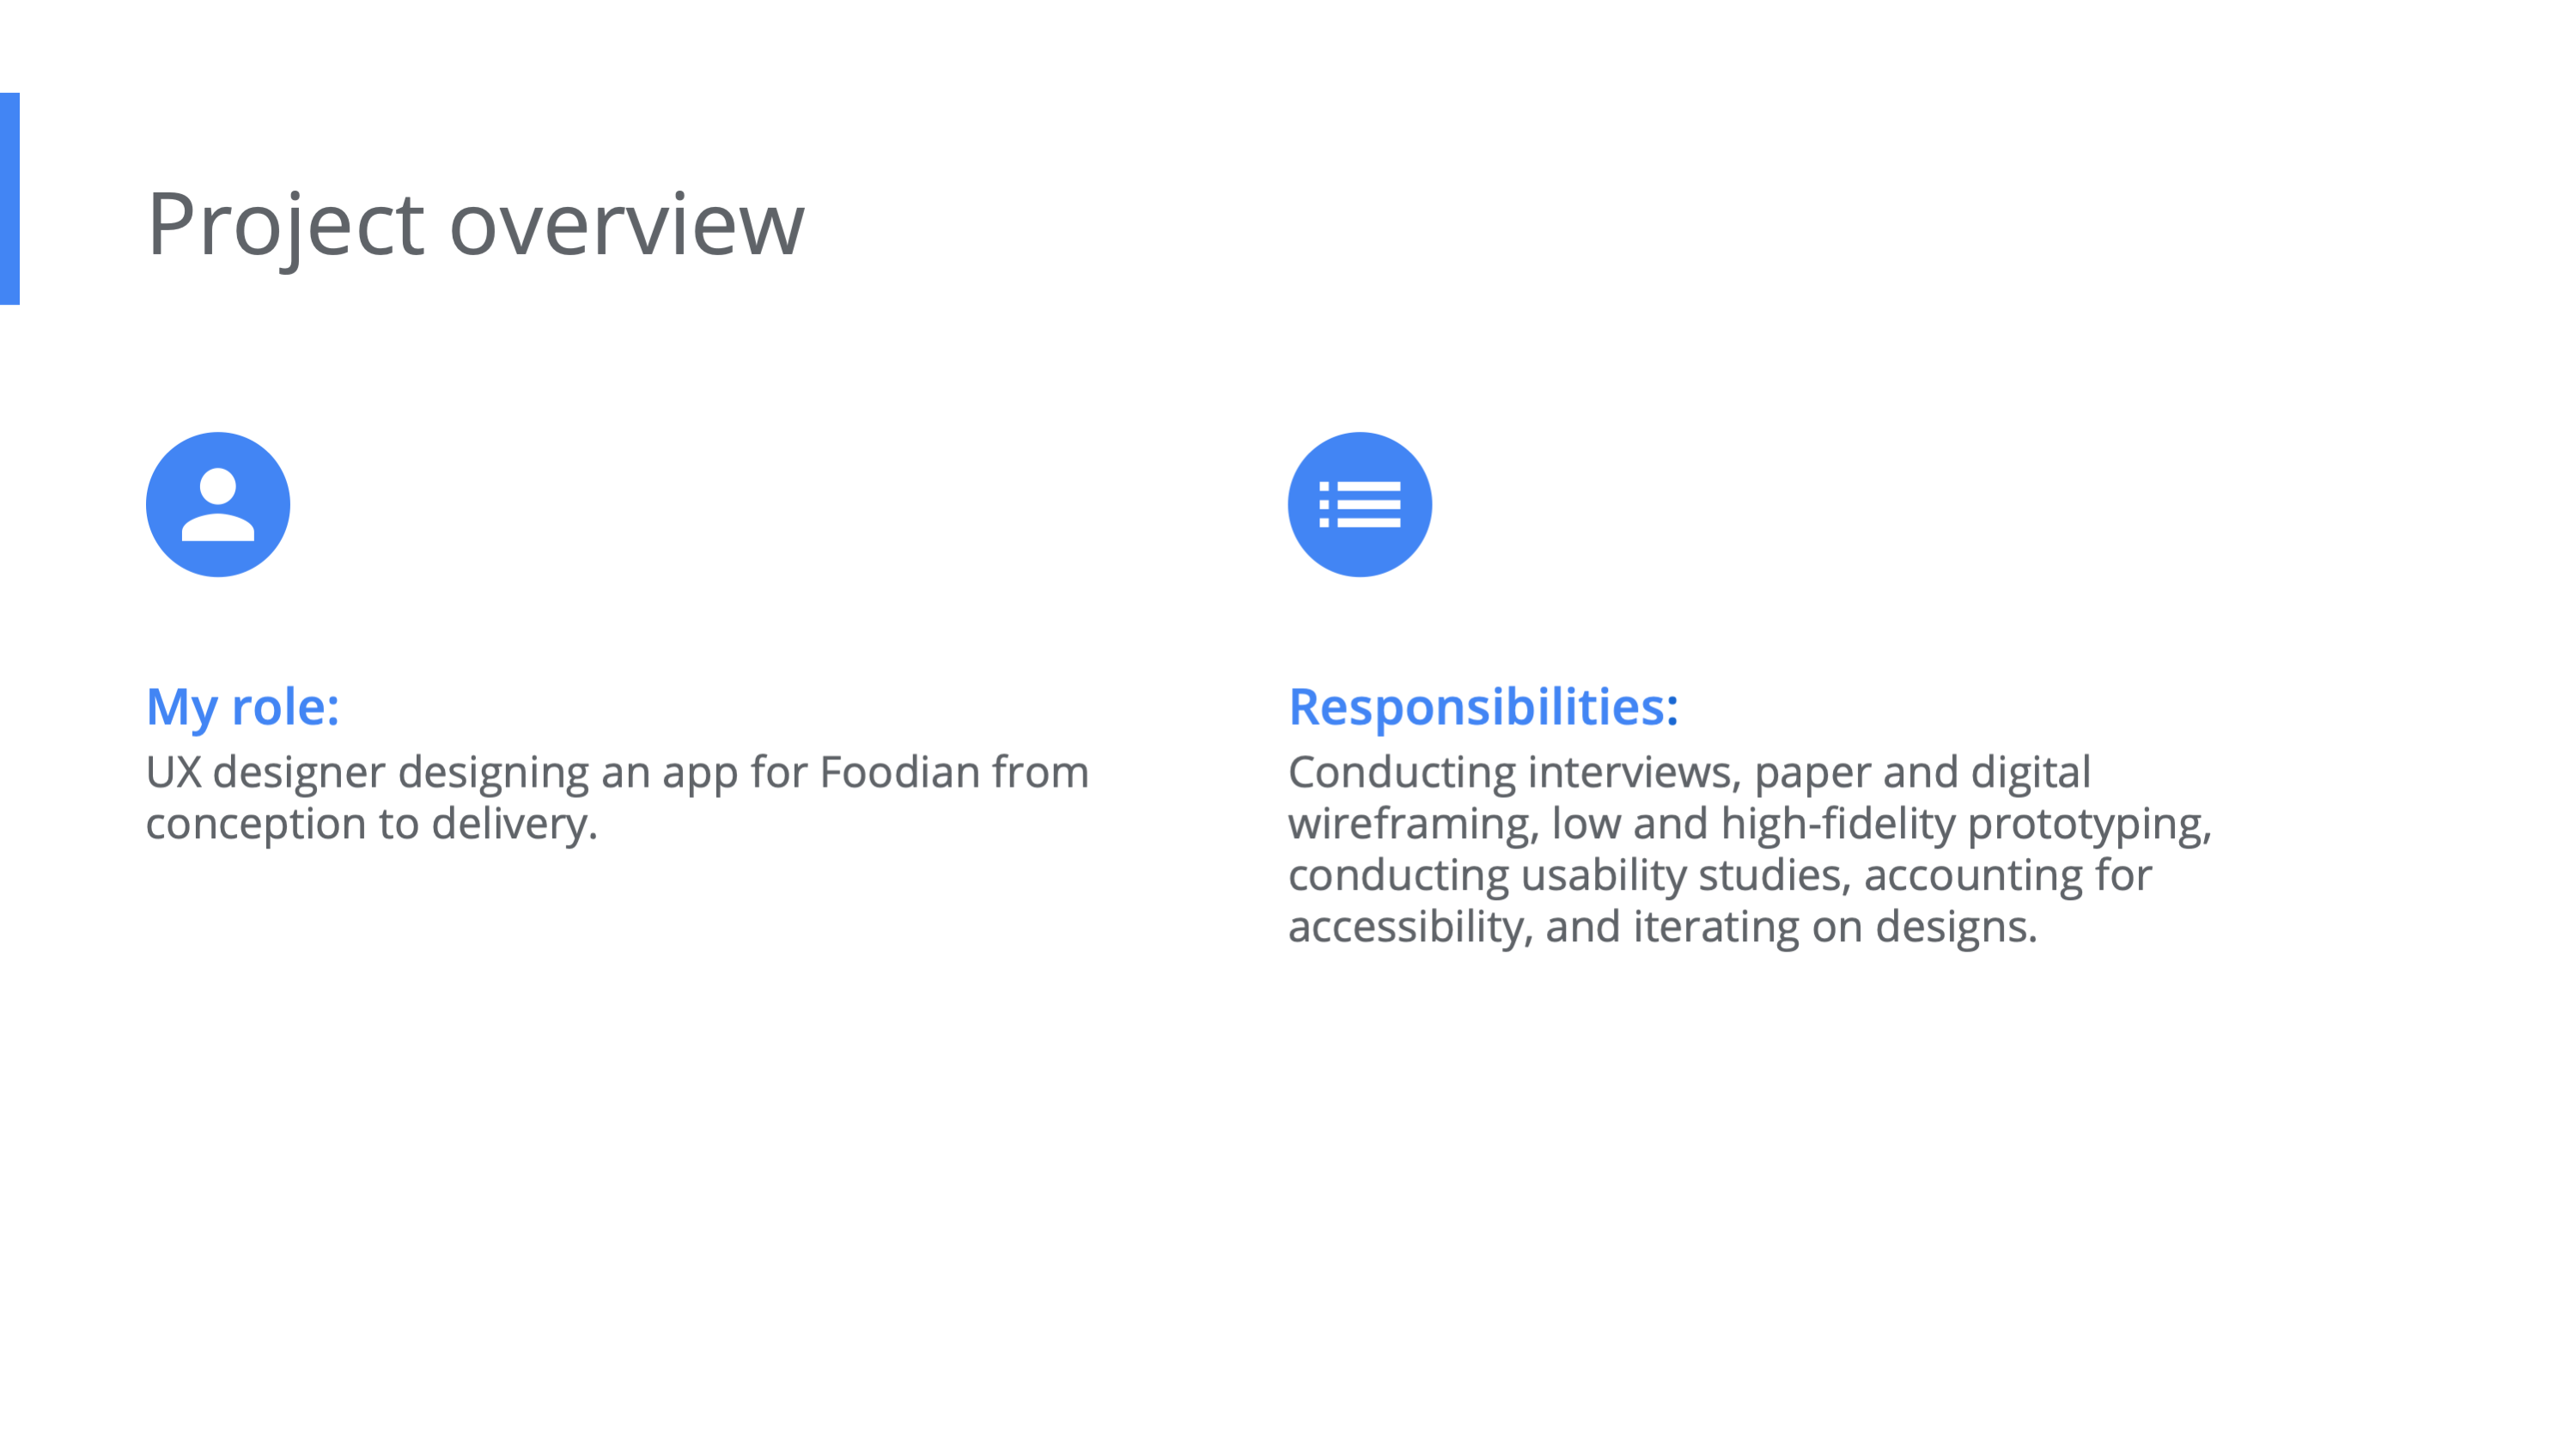 Project overview
My role:
UX designer designing an app for Foodian from
conception to delivery.
Responsibilities:
Conducting interviews, paper and digital
wireframing, low and high-fidelity prototyping,
conducting usability studies, accounting for
accessibility, and iterating on designs.